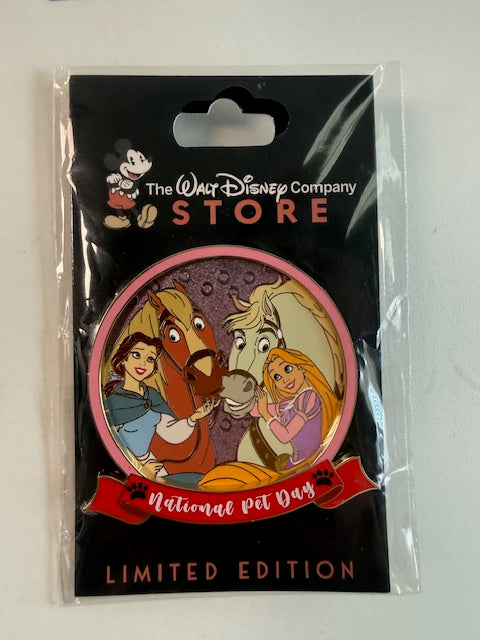 The WALT DISNEY Company
STORE
National Pet Day
LIMITED EDITION